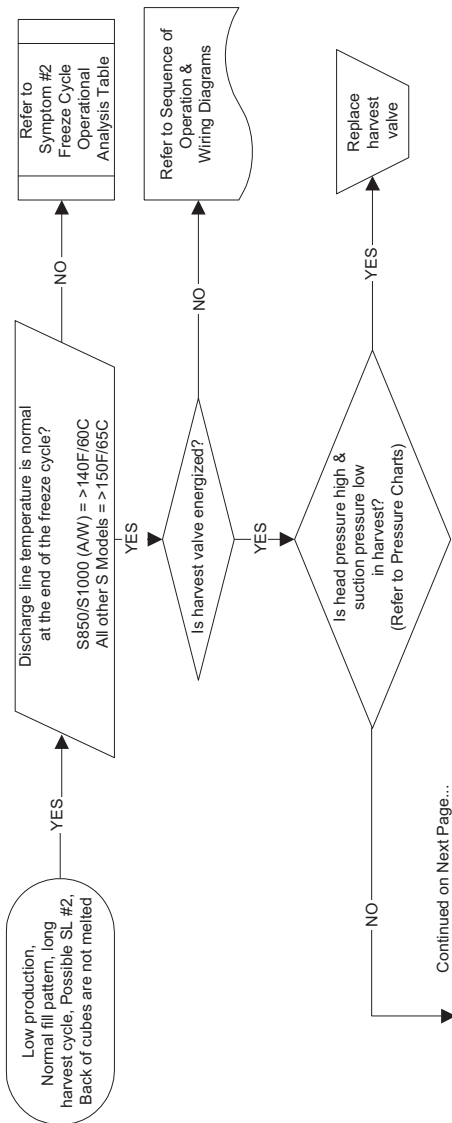 Low production,
Normal fill pattern, long
harvest cycle, Possible SL #2,
Back of cubes are not melted
YES
Discharge line temperature is normal
at the end of the freeze cycle?
S850/S1000 (A/W) = >140F/60C
All other S Models = >150F/65C
NO
Refer to
Symptom #2
Freeze Cycle
Operational
Analysis Table
YES
Is harvest valve energized?
NO
Refer to Sequence of
Operation &
Wiring Diagrams
YES
Is head pressure high &
suction pressure low
in harvest?
(Refer to Pressure Charts)
YES
Replace
harvest
valve
NO
Continued on Next Page...